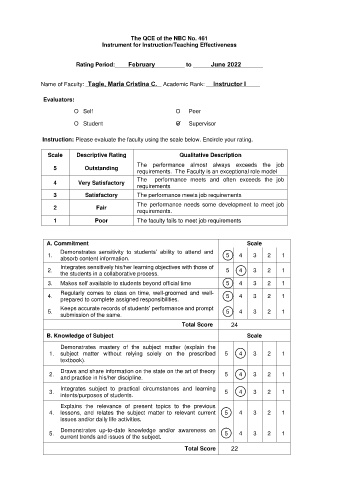 The QCE of the NBC No. 461
Instrument for Instruction/Teaching Effectiveness
Rating Period: February to June 2022
Name of Faculty: Tagle, Maria Cristina C. Academic Rank: Instructor I
Evaluators:
Self Peer
Student Supervisor
Instruction: Please evaluate the faculty using the scale below. Encircle your rating.
Scale Descriptive Rating Qualitative Description
5 Outstanding The performance almost always exceeds the job
requirements. The Faculty is an exceptional role model
4 Very Satisfactory The performance meets and often exceeds the job
requirements
3 Satisfactory The performance meets job requirements
2 Fair The performance needs some development to meet job
requirements.
1 Poor The faculty fails to meet job requirements
A. Commitment Scale
1. Demonstrates sensitivity to students' ability to attend and
absorb content information. 5 4 3 2 1
2. Integrates sensitively his/her learning objectives with those of
the students in a collaborative process. 5 4 3 2 1
3. Makes self available to students beyond official time 5 4 3 2 1
4. Regularly comes to class on time, well-groomed and well-
prepared to complete assigned responsibilities. 5 4 3 2 1
5. Keeps accurate records of students' performance and prompt
submission of the same. 5 4 3 2 1
Total Score 24
B. Knowledge of Subject Scale
1. Demonstrates mastery of the subject matter (explain the
subject matter without relying solely on the prescribed
textbook). 5 4 3 2 1
2. Draws and share information on the state on the art of theory
and practice in his/her discipline. 5 4 3 2 1
3. Integrates subject to practical circumstances and learning
intents/purposes of students. 5 4 3 2 1
4. Explains the relevance of present topics to the previous
lessons, and relates the subject matter to relevant current
issues and/or daily life activities. 5 4 3 2 1
5. Demonstrates up-to-date knowledge and/or awareness on
current trends and issues of the subject. 5 4 3 2 1
Total Score 22